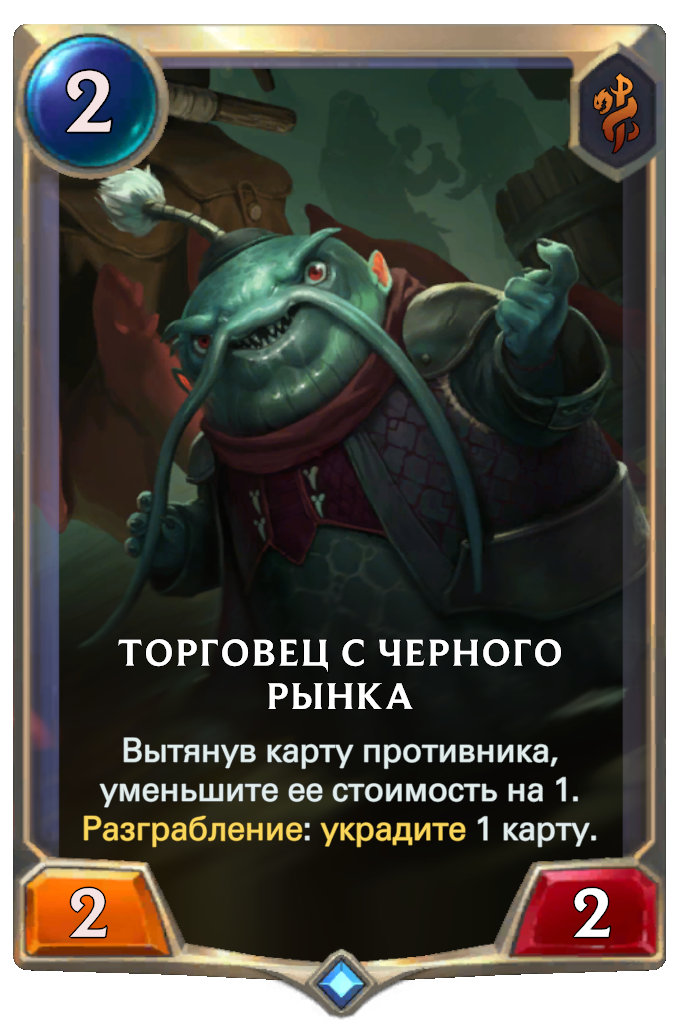 2
ТОРГОВЕЦ С ЧЕРНОГО
РЫНКА
Вытянув карту противника,
уменьшите ее стоимость на 1.
Разграбление: украдите 1 карту.
2 2